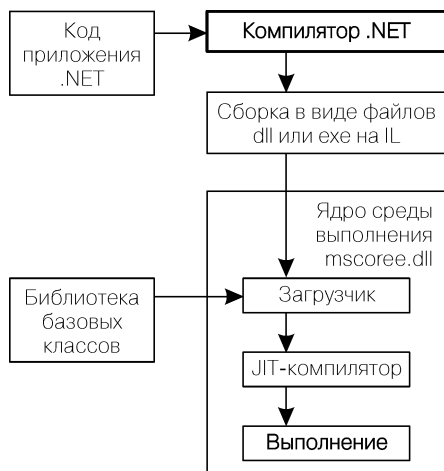 Код
приложения
.NET
Компилятор .NET
Сборка в виде файлов
dll или exe на IL
Ядро среды
выполнения
mscoree.dll
Библиотека
базовых
классов
Загрузчик
JIT-компилятор
Выполнение